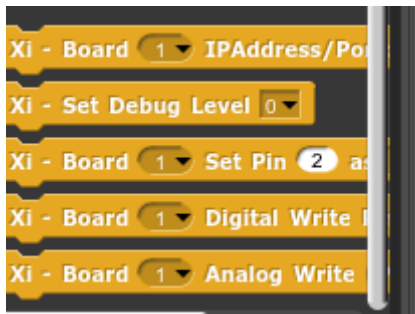 Xi - Board 1 IPAddress/Po
Xi - Set Debug Level 0
Xi - Board 1 Set Pin 2 a
Xi - Board 1 Digital Write
Xi - Board 1 Analog Write